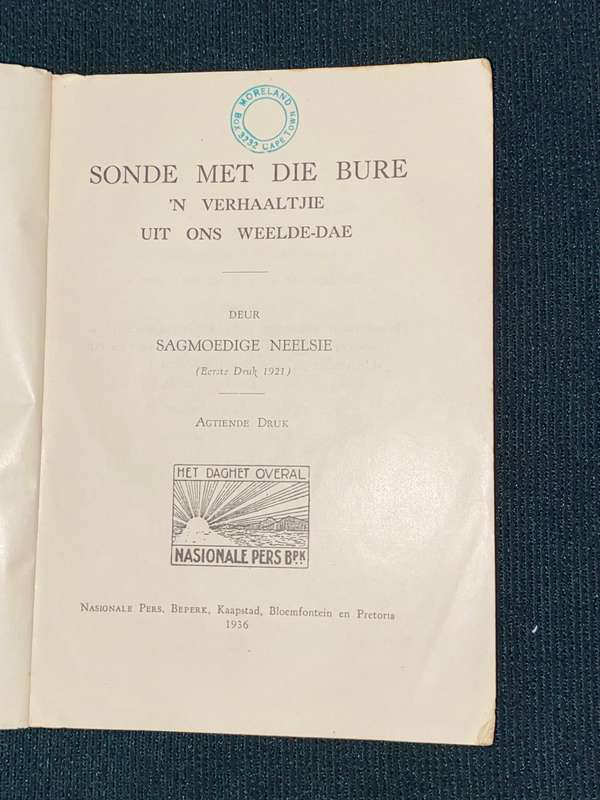 MORELAND
BOX 3232 CAPE TOWN
SONDE MET DIE BURE
'N VERHAALTJIE
UIT ONS WEELDE-DAE
DEUR
SAGMOEDIGE NEELSIE
(Eerste Druk 1921)
AGTIENDE DRUK
HET DAGHET OVERAL
NASIONALE PERS BPK
NASIONALE PERS, BEPERK, Kaapstad, Bloemfontein en Pretoria
1936